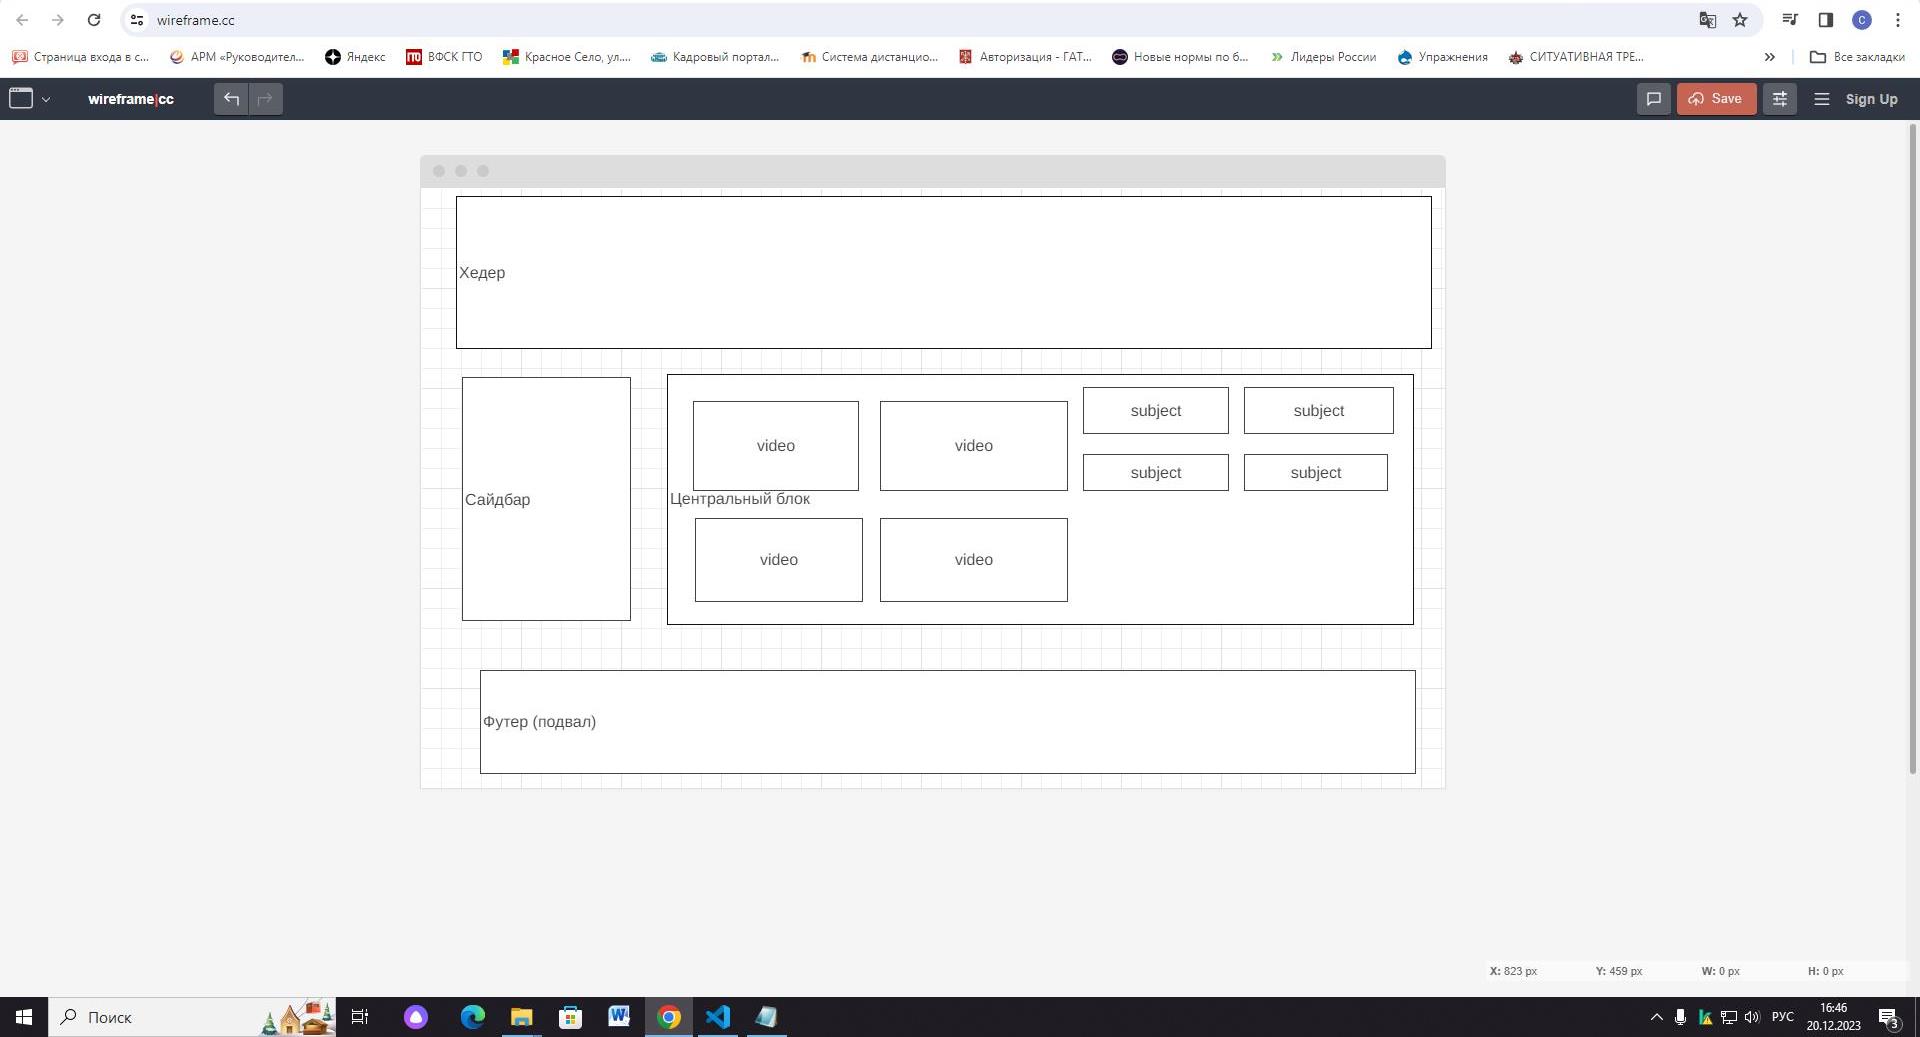 wireframe.cc
Страница входа в с...
АРМ «Руководител...
Яндекс
ВФСК ГТО
Красное Село, ул....
Кадровый портал...
Система дистанцио...
Авторизация - ГАТ...
Новые нормы по б...
Лидеры России
Упражнения
СИТУАТИВНАЯ ТРЕ...
Все закладки
wireframe|cc
Save
Sign Up
Хедер
Сайдбар
video
video
subject
subject
subject
subject
Центральный блок
video
video
Футер (подвал)
X: 823 px
Y: 459 px
W: 0 px
H: 0 px
Поиск
РУС
16:46
20.12.2023
3